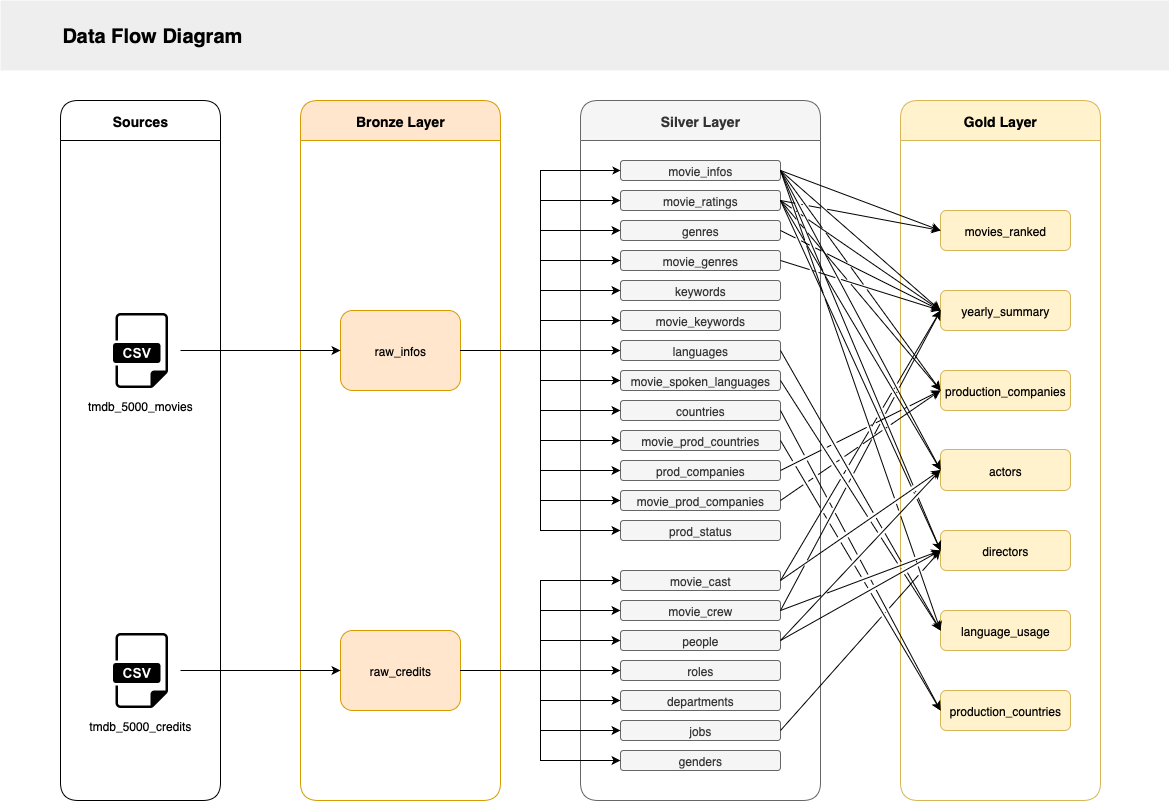 Data Flow Diagram
Sources
Bronze Layer
Silver Layer
Gold Layer
CSV
tmdb_5000_movies
CSV
tmdb_5000_credits
raw_infos
raw_credits
movie_infos
movie_ratings
genres
movie_genres
keywords
movie_keywords
languages
movie_spoken_languages
countries
movie_prod_countries
prod_companies
movie_prod_companies
prod_status
movie_cast
movie_crew
people
roles
departments
jobs
genders
movies_ranked
yearly_summary
production_companies
actors
directors
language_usage
production_countries